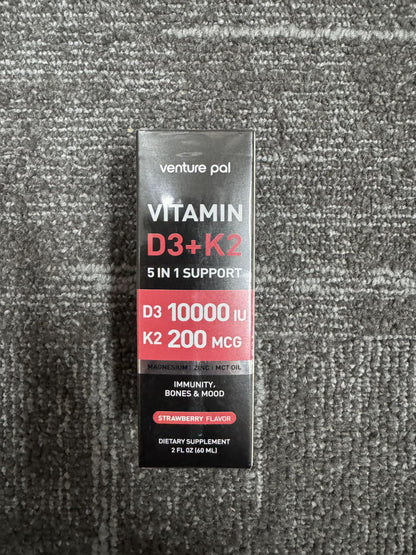 venture pal
VITAMIN
D3+K2
5 IN 1 SUPPORT
D3 10000 IU
K2 200 MCG
MAGNESIUM | ZINC | MCT OIL
IMMUNITY,
BONES & MOOD
STRAWBERRY FLAVOR
DIETARY SUPPLEMENT
2 FL OZ (60 ML)